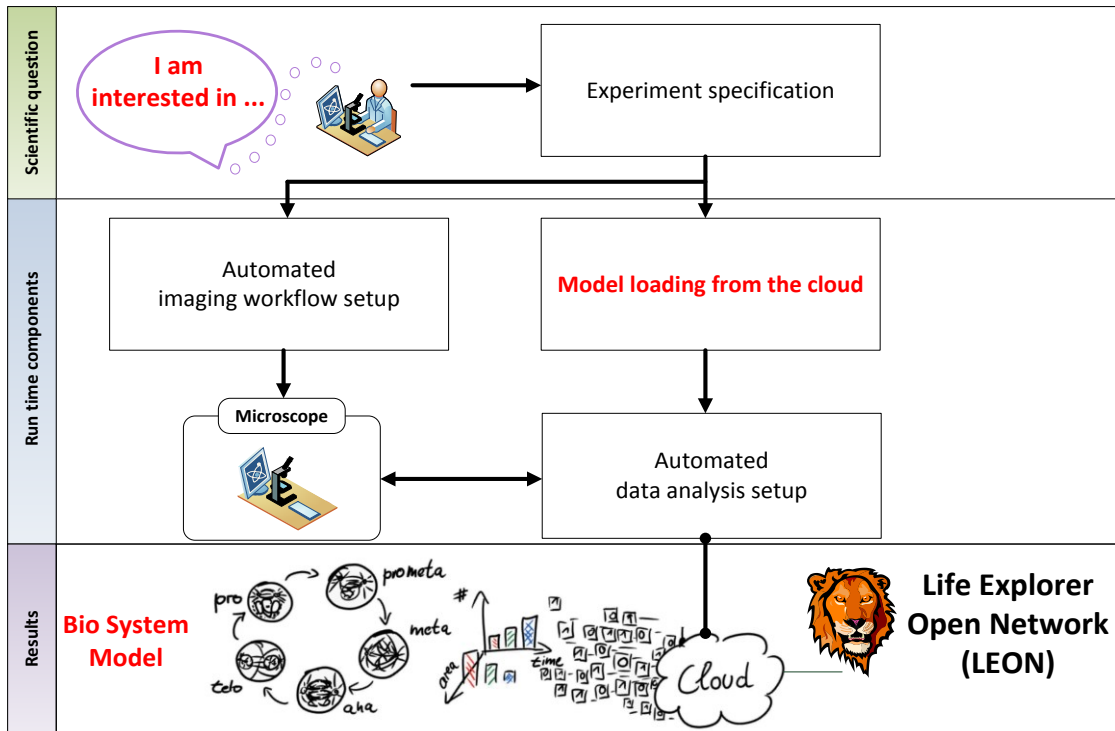 Scientific question
I am
interested in ...
Experiment specification
Run time components
Automated
imaging workflow setup
Model loading from the cloud
Microscope
Automated
data analysis setup
Results
Bio System
Model
pro
prometa
meta
ana
telo
#
area
time
Cloud
Life Explorer
Open Network
(LEON)